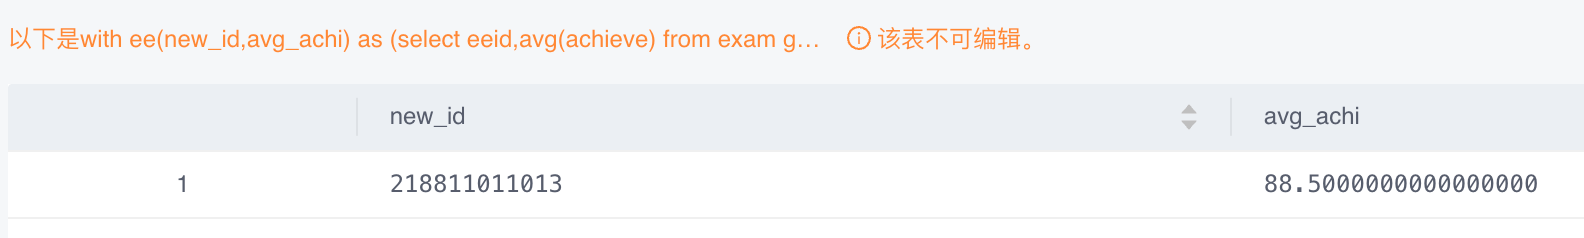 以下是with ee(new_id,avg_achi) as (select eeid,avg(achieve) from exam g... 该表不可编辑。
new_id avg_achi
1 218811011013 88.5000000000000000